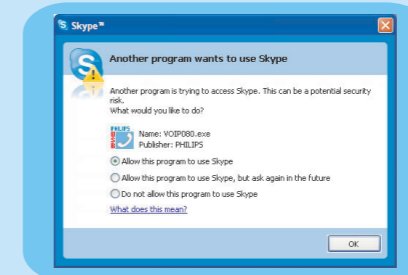 Skype™
Another program wants to use Skype
Another program is trying to access Skype. This can be a potential security
risk.
What would you like to do?
PHILIPS
Name: VOIP080.exe
Publisher: PHILIPS
Allow this program to use Skype
Allow this program to use Skype, but ask again in the future
Do not allow this program to use Skype
What does this mean?
OK